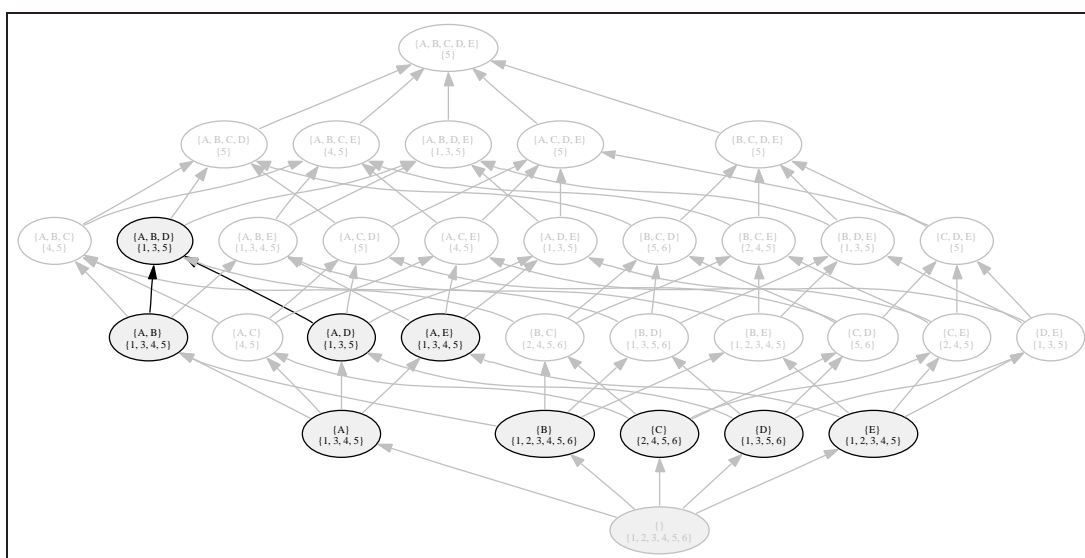 {A, B, C, D, E}
{5}
{A, B, C, D}
{5}
{A, B, C, E}
{4, 5}
{A, B, D, E}
{1, 3, 5}
{A, C, D, E}
{5}
{B, C, D, E}
{5}
{A, B, C}
{4, 5}
{A, B, D}
{1, 3, 5}
{A, B, E}
{1, 3, 4, 5}
{A, C, D}
{5}
{A, C, E}
{4, 5}
{A, D, E}
{1, 3, 5}
{B, C, D}
{5, 6}
{B, C, E}
{2, 4, 5}
{B, D, E}
{1, 3, 5}
{C, D, E}
{5}
{A, B}
{1, 3, 4, 5}
{A, C}
{4, 5}
{A, D}
{1, 3, 5}
{A, E}
{1, 3, 4, 5}
{B, C}
{2, 4, 5, 6}
{B, D}
{1, 3, 5, 6}
{B, E}
{1, 2, 3, 4, 5}
{C, D}
{5, 6}
{C, E}
{2, 4, 5}
{D, E}
{1, 3, 5}
{A}
{1, 3, 4, 5}
{B}
{1, 2, 3, 4, 5, 6}
{C}
{2, 4, 5, 6}
{D}
{1, 3, 5, 6}
{E}
{1, 2, 3, 4, 5}
{}
{1, 2, 3, 4, 5, 6}